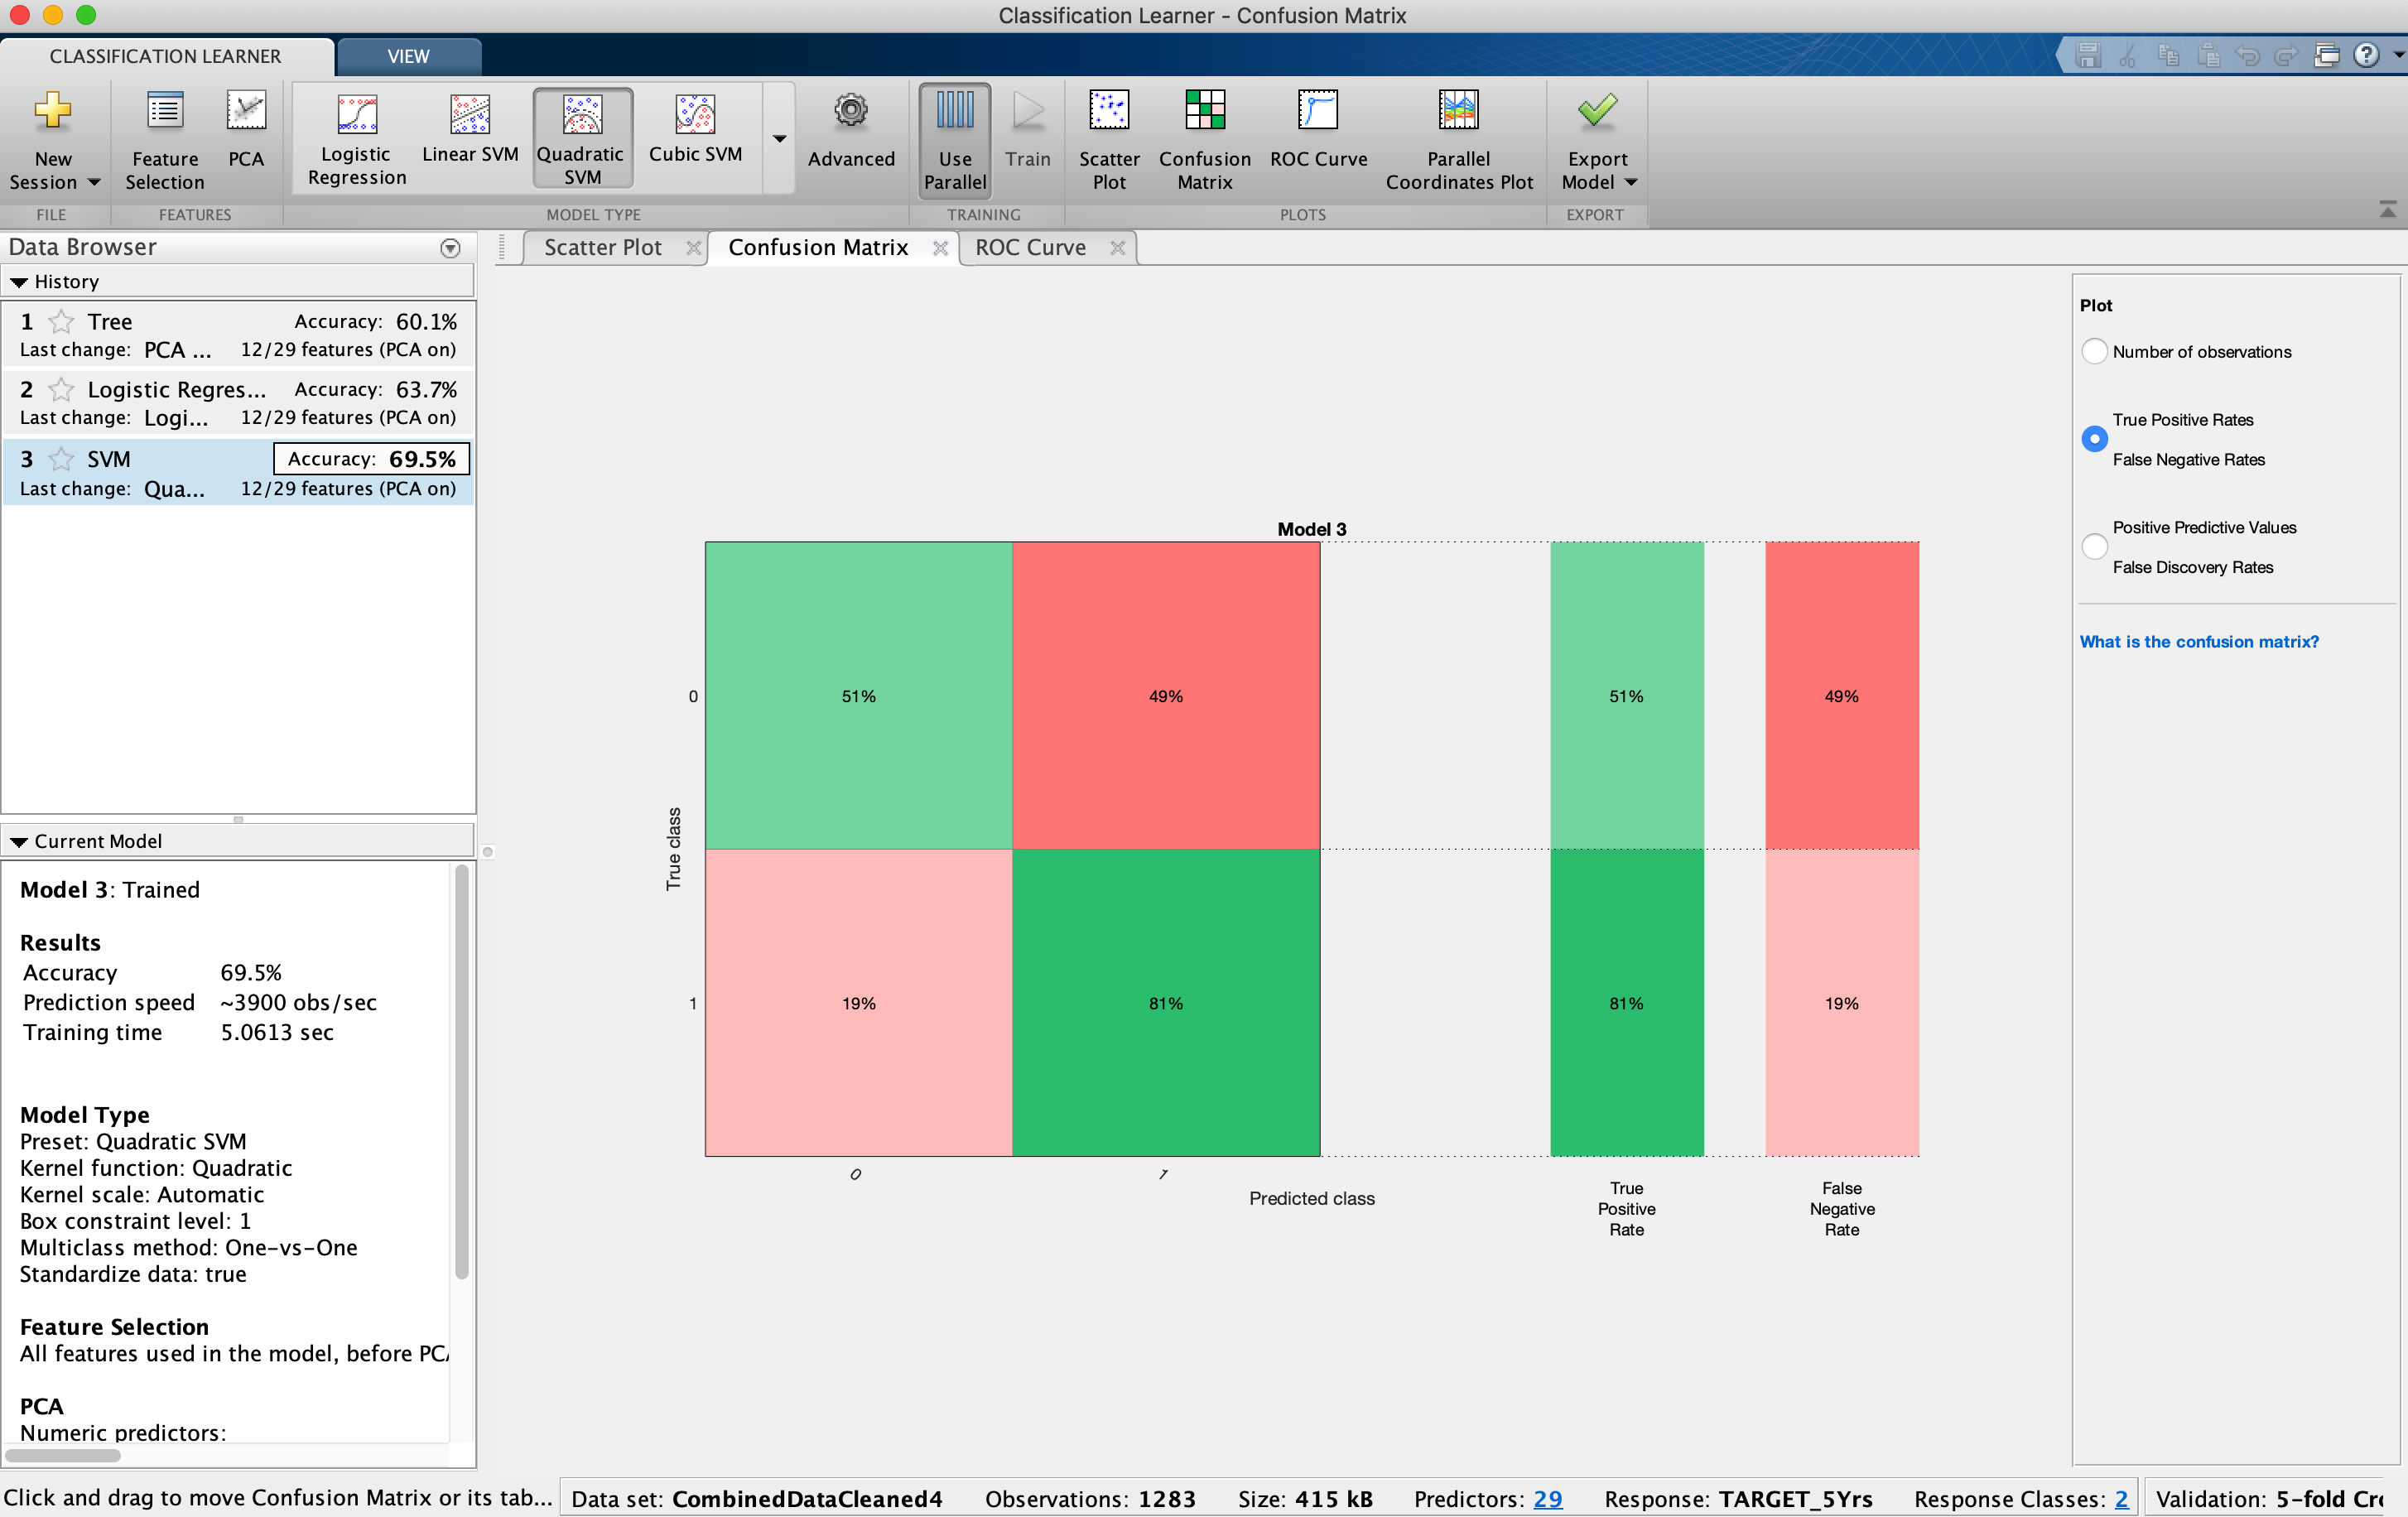 Classification Learner - Confusion Matrix
CLASSIFICATION LEARNER
VIEW
New
Session
Feature
Selection
PCA
Logistic
Regression
Linear SVM
Quadratic
SVM
Cubic SVM
Advanced
Use
Parallel
Train
Scatter
Plot
Confusion
Matrix
ROC Curve
Parallel
Coordinates Plot
Export
Model
FILE
FEATURES
MODEL TYPE
TRAINING
PLOTS
EXPORT
Data Browser
History
1 Tree Accuracy: 60.1%
Last change: PCA ... 12/29 features (PCA on)
2 Logistic Regres... Accuracy: 63.7%
Last change: Logi... 12/29 features (PCA on)
3 SVM Accuracy: 69.5%
Last change: Qua... 12/29 features (PCA on)
Current Model
Model 3: Trained
Results
Accuracy 69.5%
Prediction speed ~3900 obs/sec
Training time 5.0613 sec
Model Type
Preset: Quadratic SVM
Kernel function: Quadratic
Kernel scale: Automatic
Box constraint level: 1
Multiclass method: One-vs-One
Standardize data: true
Feature Selection
All features used in the model, before PCA
PCA
Numeric predictors:
Scatter Plot
Confusion Matrix
ROC Curve
Model 3
0
51%
49%
51%
49%
True class
1
19%
81%
81%
19%
0
1
Predicted class
True
Positive
Rate
False
Negative
Rate
Plot
Number of observations
True Positive Rates
False Negative Rates
Positive Predictive Values
False Discovery Rates
What is the confusion matrix?
Click and drag to move Confusion Matrix or its tab...
Data set: CombinedDataCleaned4 Observations: 1283 Size: 415 kB Predictors: 29 Response: TARGET_5Yrs Response Classes: 2
Validation: 5-fold Cro